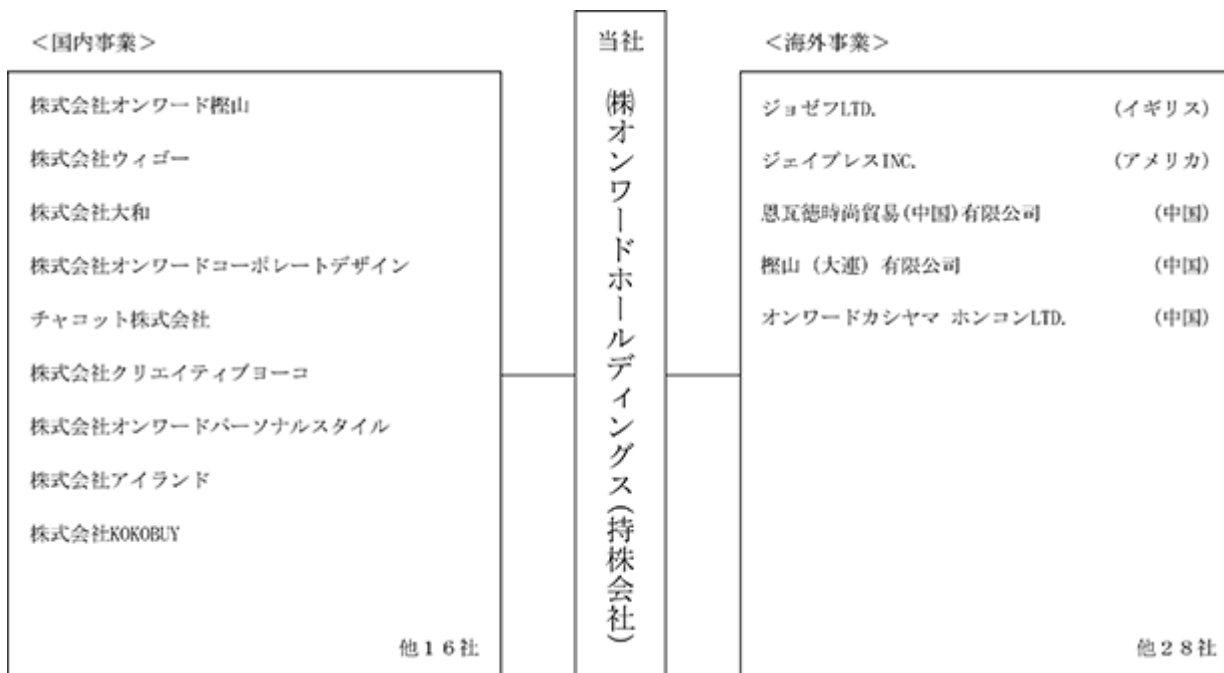 ＜国内事業＞
株式会社オンワード樫山
株式会社ウィゴー
株式会社大和
株式会社オンワードコーポレートデザイン
チャコット株式会社
株式会社クリエイティブヨーコ
株式会社オンワードパーソナルスタイル
株式会社アイランド
株式会社KOKOBUY
他１６社
当社
㈱オンワードホールディングス(持株会社)
＜海外事業＞
ジョゼフLTD. (イギリス)
ジェイプレスINC. (アメリカ)
恩瓦徳時尚貿易(中国)有限公司 (中国)
樫山（大連）有限公司 (中国)
オンワードカシヤマ ホンコンLTD. (中国)
他２８社